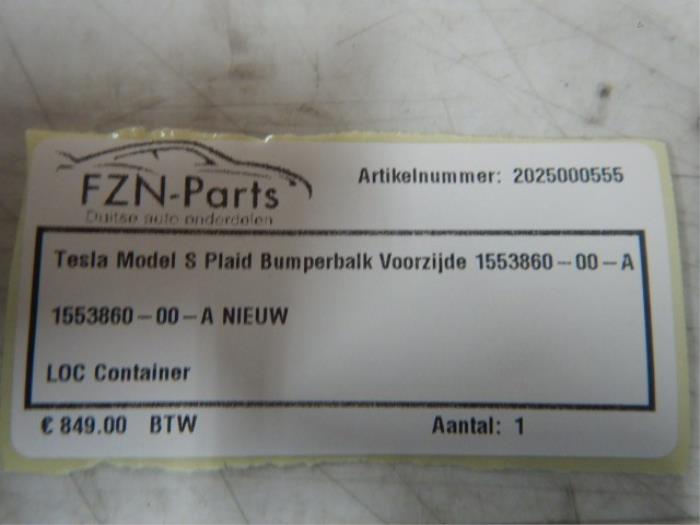 FZN-Parts
Duitse auto onderdelen
Artikelnummer: 2025000555
Tesla Model S Plaid Bumperbalk Voorzijde 1553860-00-A
1553860-00-A NIEUW
LOC Container
€ 849.00 BTW
Aantal: 1